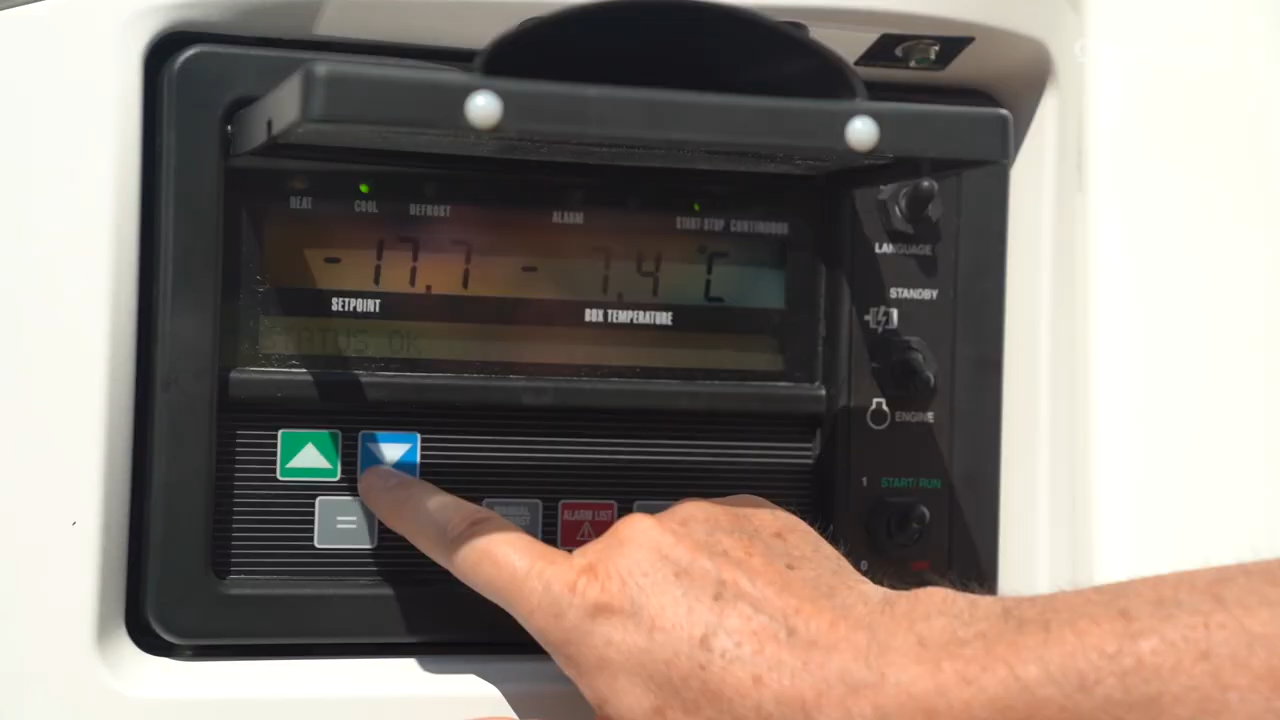 HEAT COOL DEFROST ALARM START-STOP CONTINUOUS
-17.7 - 7.4 °C
SETPOINT BOX TEMPERATURE
STATUS OK
LANGUAGE
STANDBY
ENGINE
=
ALARM LIST
1 START/RUN
0